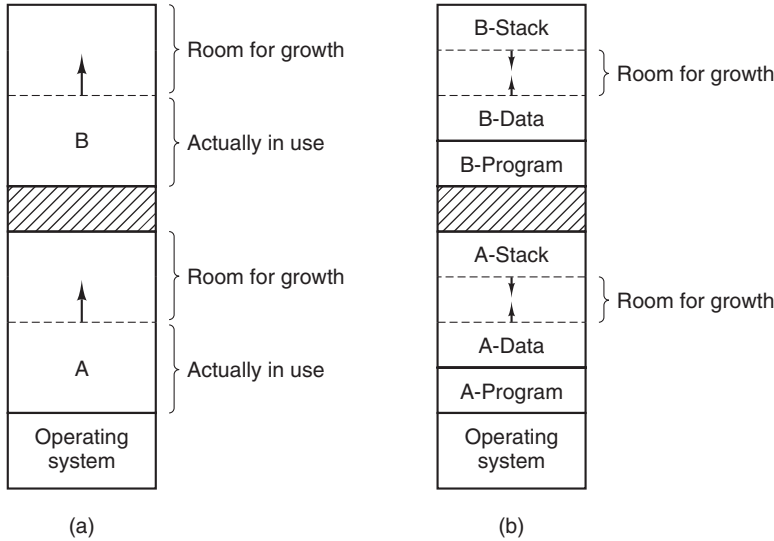 Room for growth
B
Actually in use
Room for growth
A
Actually in use
Operating
system
(a)
B-Stack
Room for growth
B-Data
B-Program
A-Stack
Room for growth
A-Data
A-Program
Operating
system
(b)